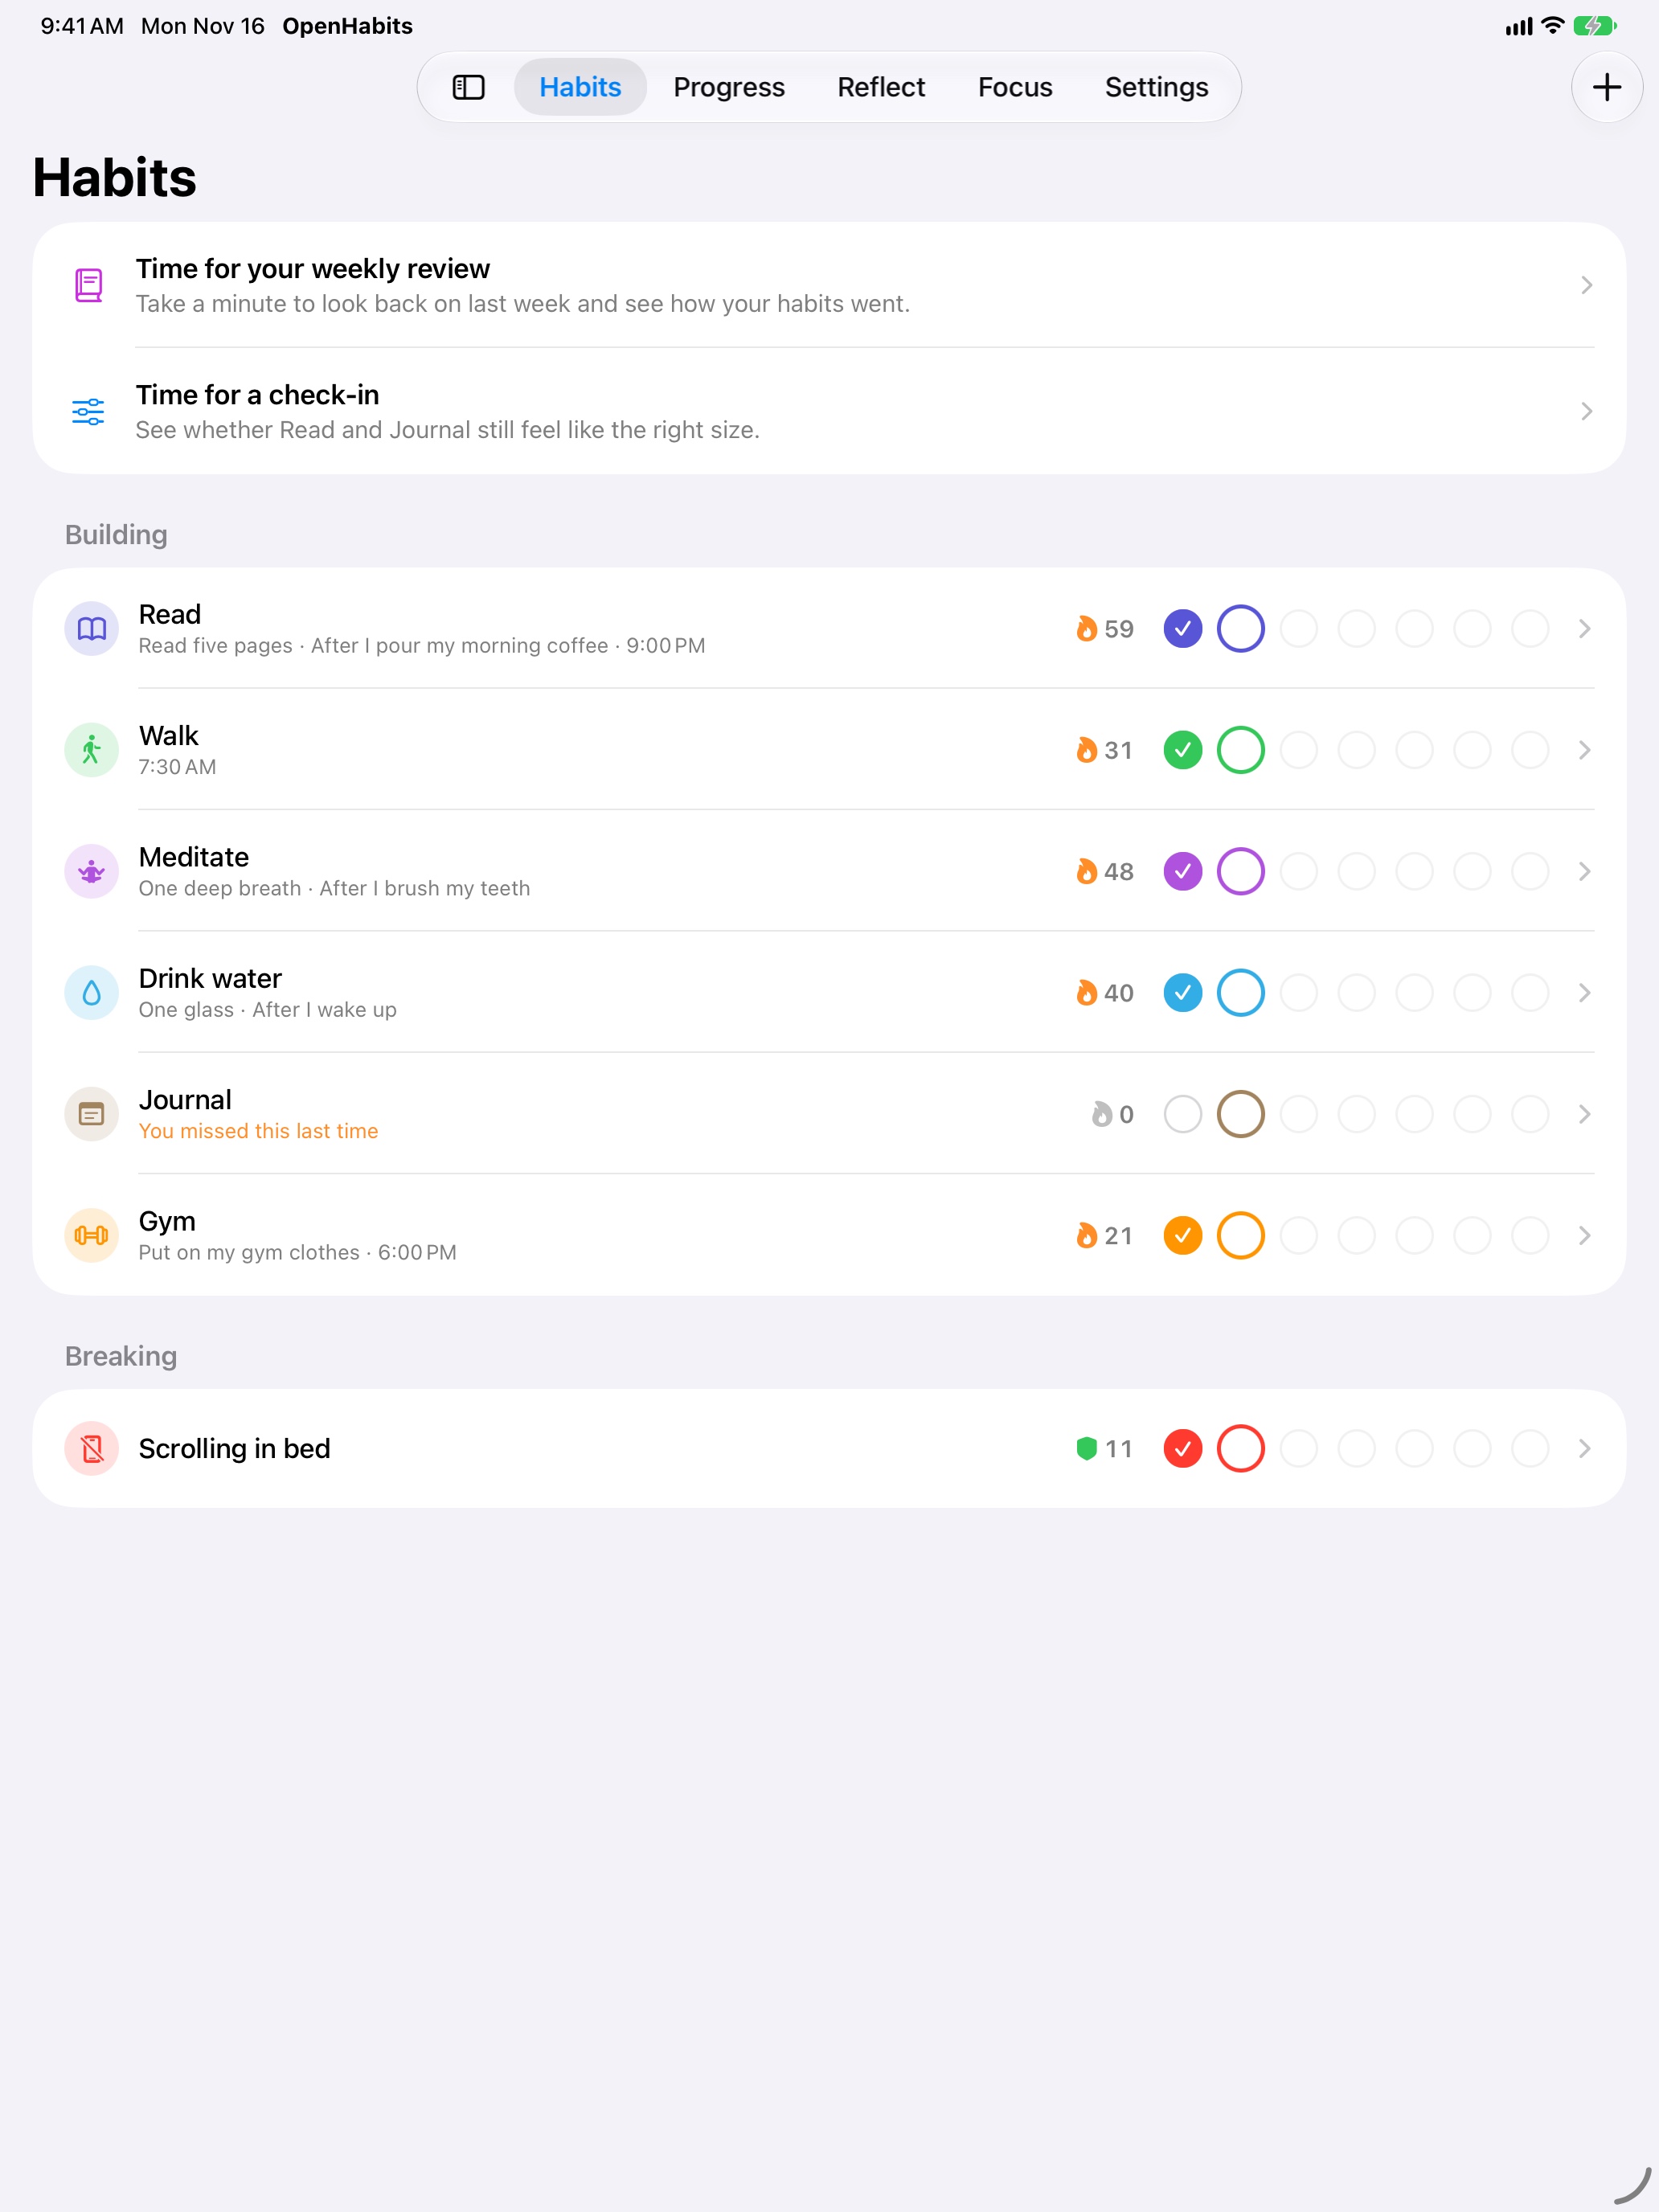 9:41 AM Mon Nov 16 OpenHabits
Habits Progress Reflect Focus Settings
Habits
Time for your weekly review
Take a minute to look back on last week and see how your habits went.
Time for a check-in
See whether Read and Journal still feel like the right size.
Building
Read
Read five pages · After I pour my morning coffee · 9:00 PM
59
Walk
7:30 AM
31
Meditate
One deep breath · After I brush my teeth
48
Drink water
One glass · After I wake up
40
Journal
You missed this last time
0
Gym
Put on my gym clothes · 6:00 PM
21
Breaking
Scrolling in bed
11